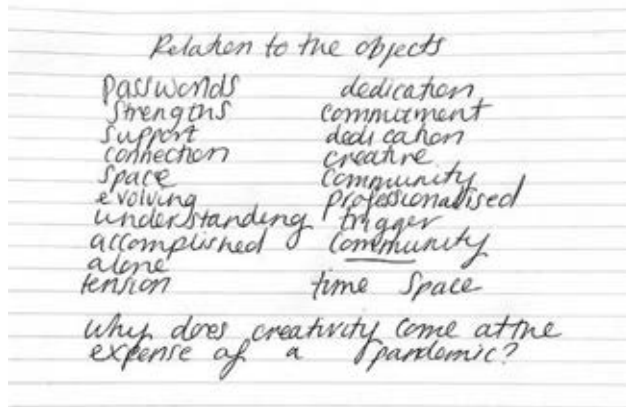 Relation to the objects
passwords dedication
strengths commitment
support dedication
connection creative
space community
evolving professionalised
understanding trigger
accomplished community
alone
tension time space
why does creativity come at the
expense of a pandemic?